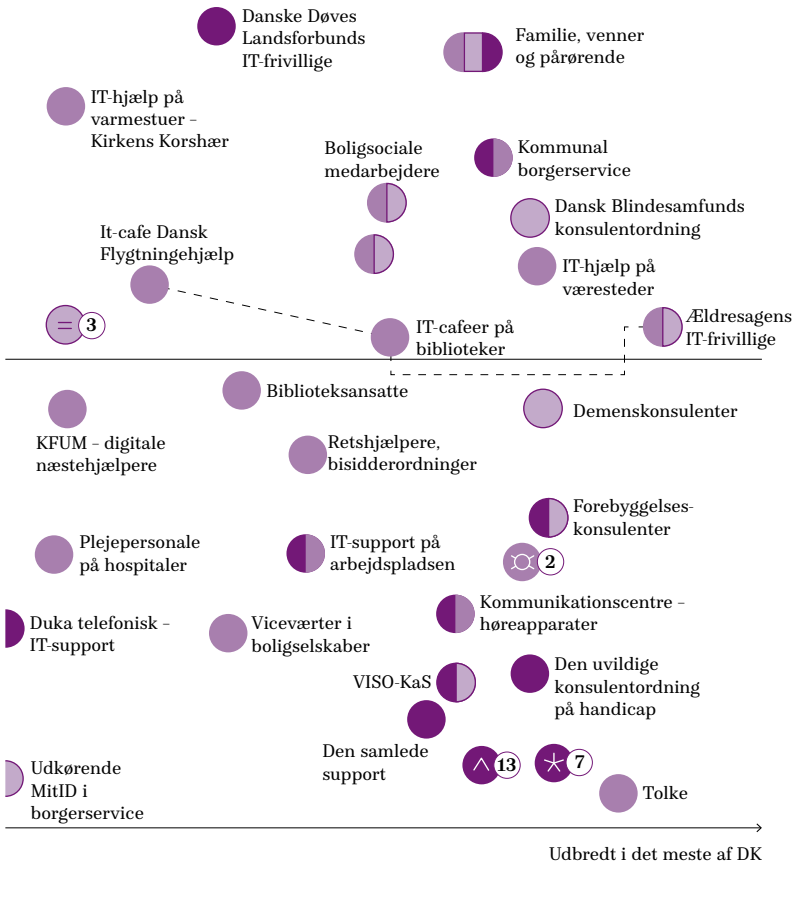 Danske Døves
Landsforbunds
IT-frivillige
Familie, venner
og pårørende
IT-hjælp på
varmestuer –
Kirkens Korshær
Boligsociale
medarbejdere
Kommunal
borgerservice
Dansk Blindesamfunds
konsulentordning
It-cafe Dansk
Flygtningehjælp
IT-hjælp på
væresteder
3
IT-cafeer på
biblioteker
Ældresagens
IT-frivillige
Biblioteksansatte
Demenskonsulenter
KFUM – digitale
næstehjælpere
Retshjælpere,
bisidderordninger
Forebyggelses-
konsulenter
Plejepersonale
på hospitaler
IT-support på
arbejdspladsen
2
Kommunikationscentre –
høreapparater
Duka telefonisk –
IT-support
Viceværter i
boligselskaber
VISO-KaS
Den uvildige
konsulentordning
på handicap
Den samlede
support
13
7
Udkørende
MitID i
borgerservice
Tolke
Udbredt i det meste af DK